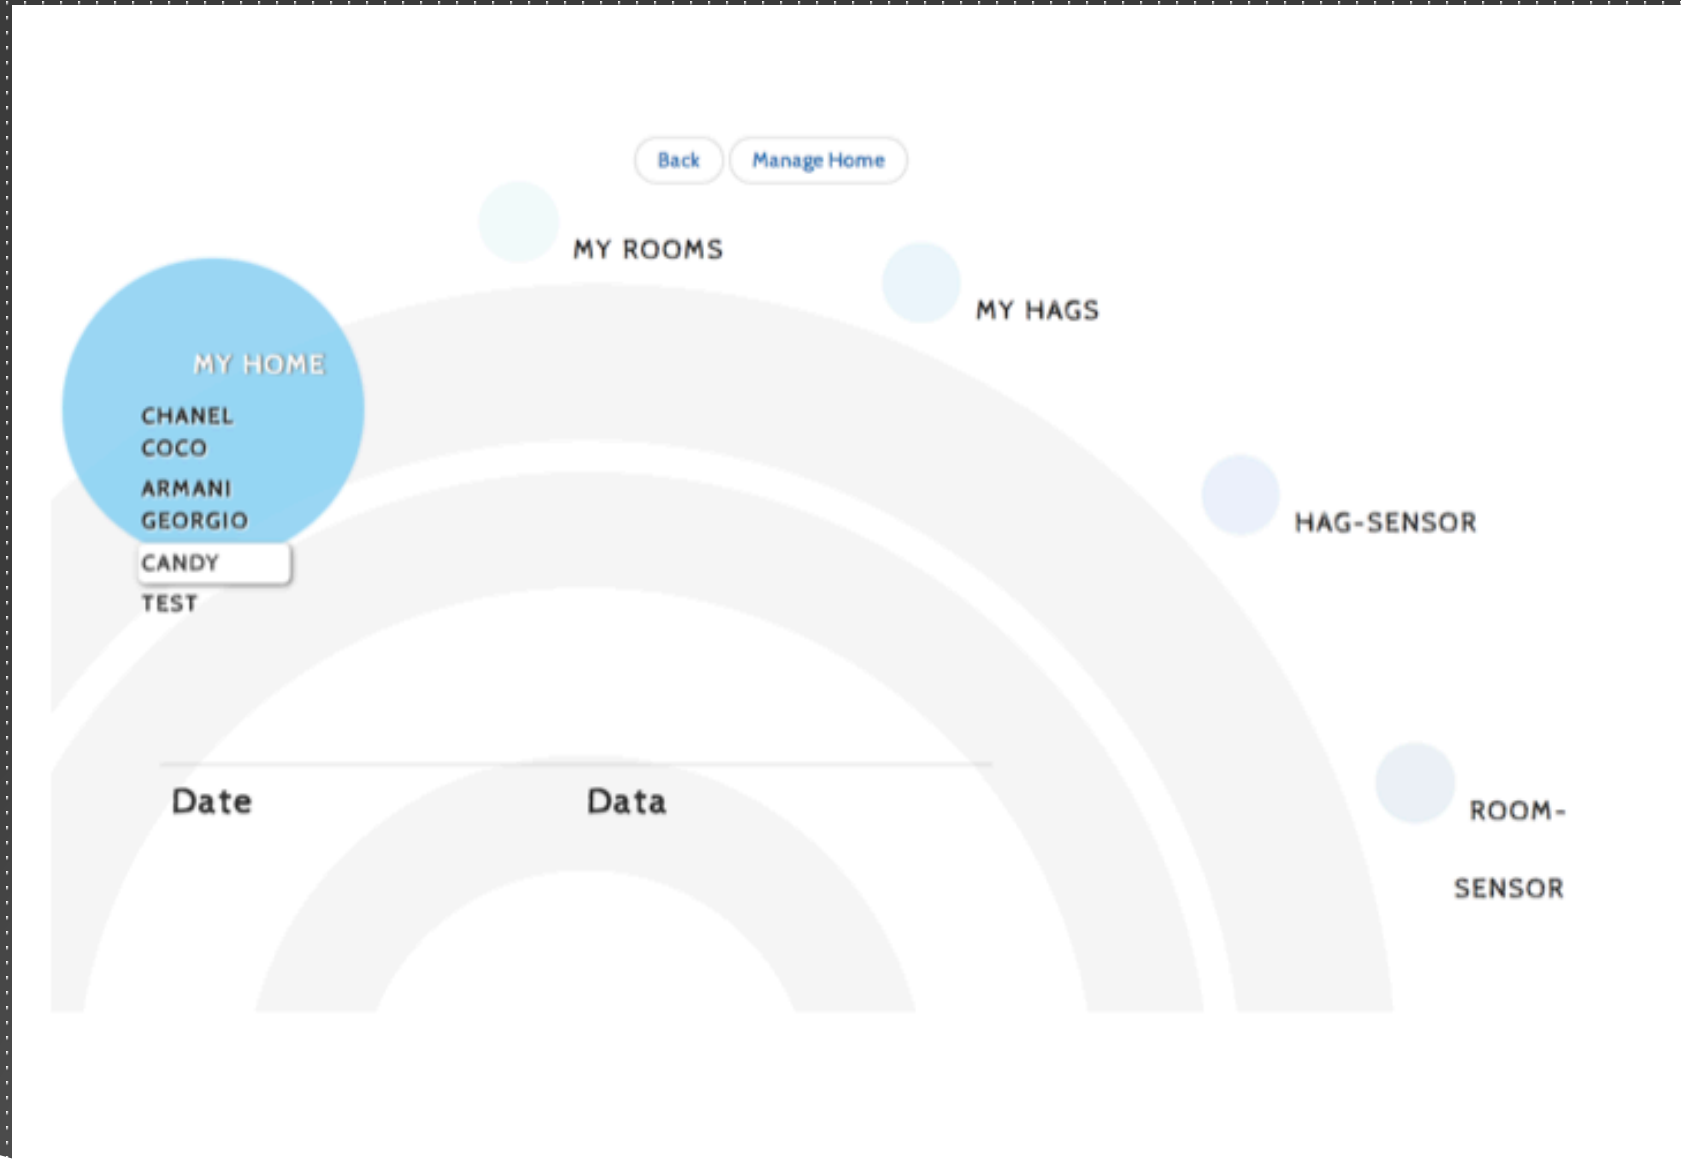 Back
Manage Home
MY ROOMS
MY HAGS
MY HOME
CHANEL
COCO
ARMANI
GEORGIO
CANDY
TEST
HAG-SENSOR
Date
Data
ROOM-
SENSOR